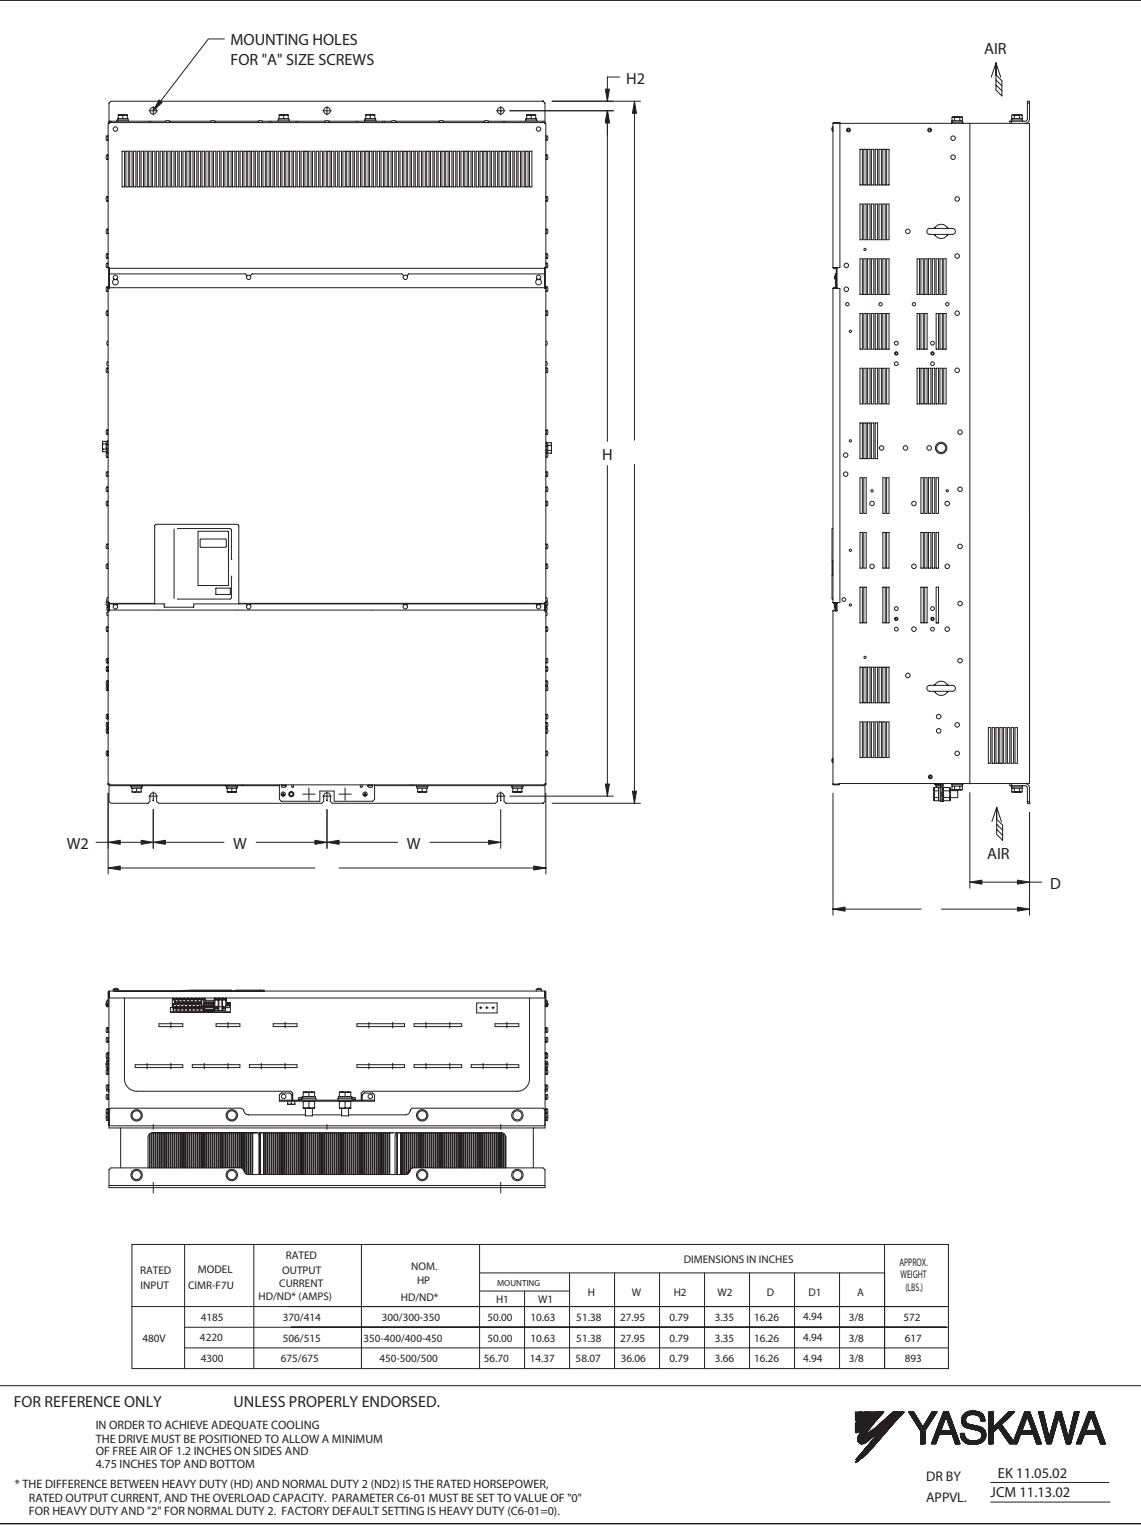 MOUNTING HOLES
FOR "A" SIZE SCREWS
H2
AIR
H
W2
W
W
AIR
D
RATED INPUT
MODEL CIMR-F7U
RATED OUTPUT CURRENT HD/ND* (AMPS)
NOM. HP HD/ND*
DIMENSIONS IN INCHES
APPROX. WEIGHT (LBS.)
MOUNTING
H1 W1 H W H2 W2 D D1 A
480V
4185 370/414 300/300-350 50.00 10.63 51.38 27.95 0.79 3.35 16.26 4.94 3/8 572
4220 506/515 350-400/400-450 50.00 10.63 51.38 27.95 0.79 3.35 16.26 4.94 3/8 617
4300 675/675 450-500/500 56.70 14.37 58.07 36.06 0.79 3.66 16.26 4.94 3/8 893
FOR REFERENCE ONLY UNLESS PROPERLY ENDORSED.
IN ORDER TO ACHIEVE ADEQUATE COOLING
THE DRIVE MUST BE POSITIONED TO ALLOW A MINIMUM
OF FREE AIR OF 1.2 INCHES ON SIDES AND
4.75 INCHES TOP AND BOTTOM
* THE DIFFERENCE BETWEEN HEAVY DUTY (HD) AND NORMAL DUTY 2 (ND2) IS THE RATED HORSEPOWER,
RATED OUTPUT CURRENT, AND THE OVERLOAD CAPACITY. PARAMETER C6-01 MUST BE SET TO VALUE OF "0"
FOR HEAVY DUTY AND "2" FOR NORMAL DUTY 2. FACTORY DEFAULT SETTING IS HEAVY DUTY (C6-01=0).
YASKAWA
DR BY EK 11.05.02
APPVL. JCM 11.13.02